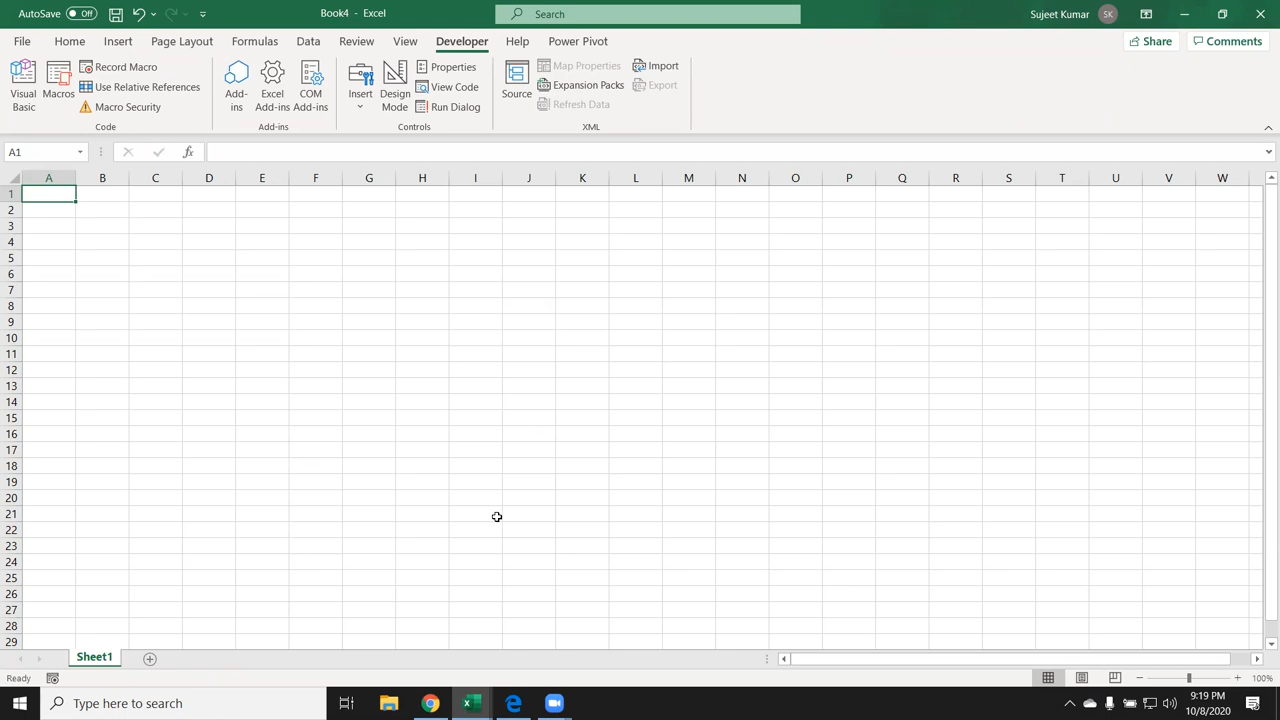 AutoSave Off Book4 - Excel Search Sujeet Kumar SK
File Home Insert Page Layout Formulas Data Review View Developer Help Power Pivot Share Comments
Visual Basic
Macros
Record Macro
Use Relative References
Macro Security
Code
Add-ins
Excel Add-ins
COM Add-ins
Add-ins
Insert
Design Mode
Properties
View Code
Run Dialog
Controls
Source
Map Properties
Expansion Packs
Refresh Data
Import
Export
XML
A1 fx
A B C D E F G H I J K L M N O P Q R S T U V W
1
2
3
4
5
6
7
8
9
10
11
12
13
14
15
16
17
18
19
20
21
22
23
24
25
26
27
28
29
Sheet1
Ready 100%
Type here to search 9:19 PM
10/8/2020